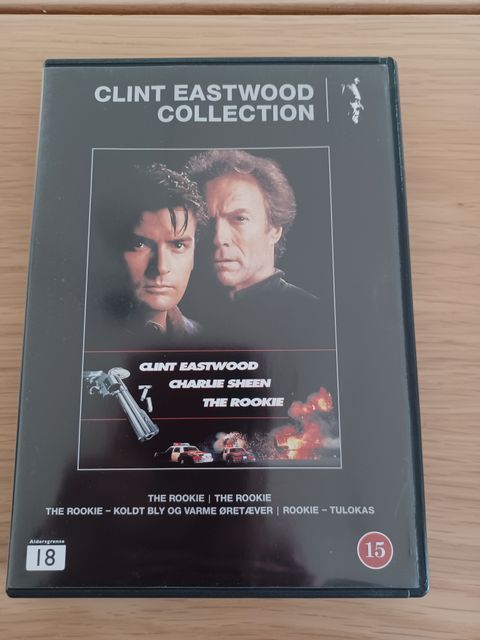 CLINT EASTWOOD
COLLECTION
CLINT EASTWOOD
CHARLIE SHEEN
THE ROOKIE
THE ROOKIE | THE ROOKIE
THE ROOKIE – KOLDT BLY OG VARME ØRETÆVER | ROOKIE – TULOKAS
Aldersgrense
18
15